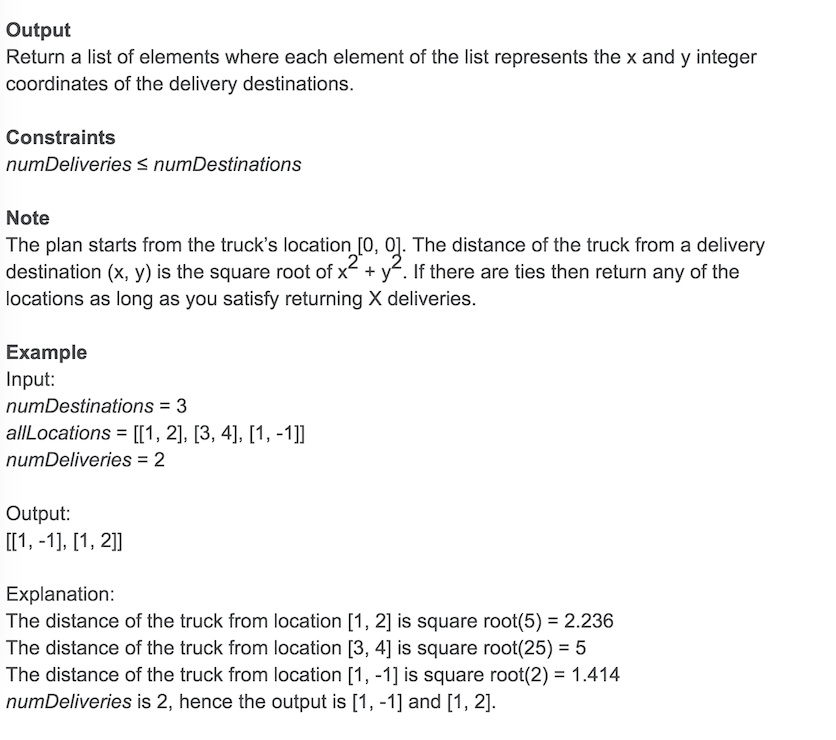 Output
Return a list of elements where each element of the list represents the x and y integer
coordinates of the delivery destinations.
Constraints
numDeliveries ≤ numDestinations
Note
The plan starts from the truck's location [0, 0]. The distance of the truck from a delivery
destination (x, y) is the square root of x² + y². If there are ties then return any of the
locations as long as you satisfy returning X deliveries.
Example
Input:
numDestinations = 3
allLocations = [[1, 2], [3, 4], [1, -1]]
numDeliveries = 2
Output:
[[1, -1], [1, 2]]
Explanation:
The distance of the truck from location [1, 2] is square root(5) = 2.236
The distance of the truck from location [3, 4] is square root(25) = 5
The distance of the truck from location [1, -1] is square root(2) = 1.414
numDeliveries is 2, hence the output is [1, -1] and [1, 2].